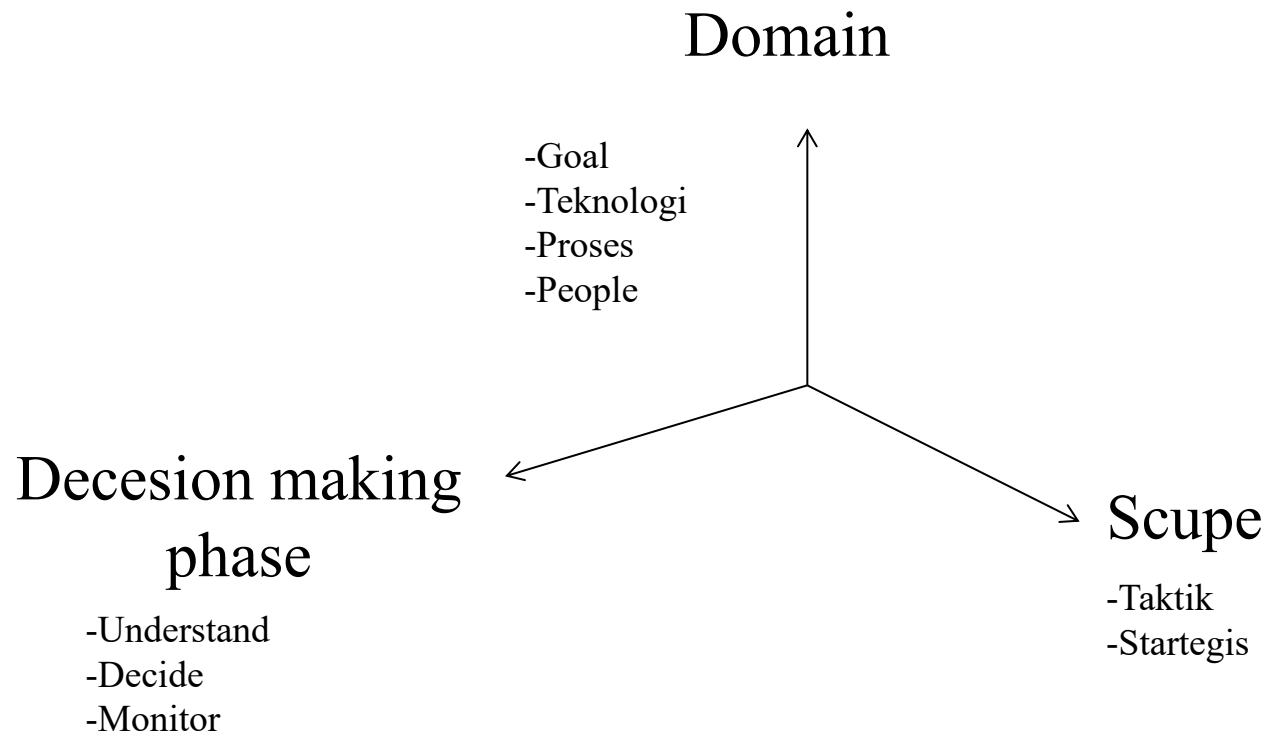 Domain
-Goal
-Teknologi
-Proses
-People
Decesion making
phase
-Understand
-Decide
-Monitor
Scupe
-Taktik
-Startegis